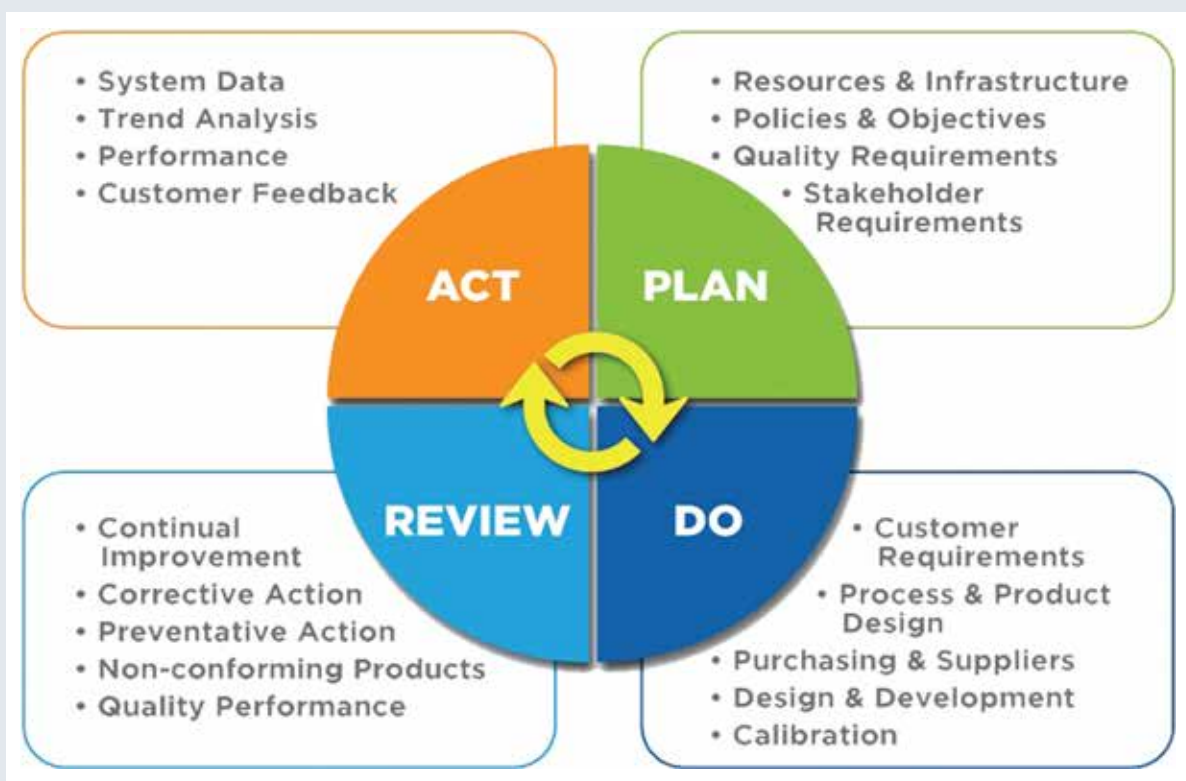 • System Data
• Trend Analysis
• Performance
• Customer Feedback
• Resources & Infrastructure
• Policies & Objectives
• Quality Requirements
• Stakeholder
Requirements
ACT
PLAN
REVIEW
DO
• Continual
Improvement
• Corrective Action
• Preventative Action
• Non-conforming Products
• Quality Performance
• Customer
Requirements
• Process & Product
Design
• Purchasing & Suppliers
• Design & Development
• Calibration